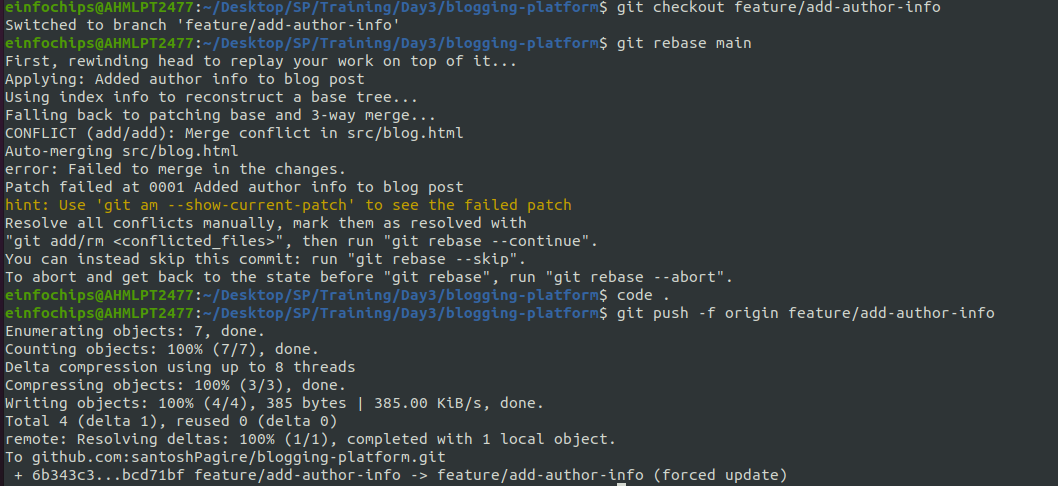 einfochips@AHMLPT2477:~/Desktop/SP/Training/Day3/blogging-platform$ git checkout feature/add-author-info
Switched to branch 'feature/add-author-info'
einfochips@AHMLPT2477:~/Desktop/SP/Training/Day3/blogging-platform$ git rebase main
First, rewinding head to replay your work on top of it...
Applying: Added author info to blog post
Using index info to reconstruct a base tree...
Falling back to patching base and 3-way merge...
CONFLICT (add/add): Merge conflict in src/blog.html
Auto-merging src/blog.html
error: Failed to merge in the changes.
Patch failed at 0001 Added author info to blog post
hint: Use 'git am --show-current-patch' to see the failed patch
Resolve all conflicts manually, mark them as resolved with
"git add/rm <conflicted_files>", then run "git rebase --continue".
You can instead skip this commit: run "git rebase --skip".
To abort and get back to the state before "git rebase", run "git rebase --abort".
einfochips@AHMLPT2477:~/Desktop/SP/Training/Day3/blogging-platform$ code .
einfochips@AHMLPT2477:~/Desktop/SP/Training/Day3/blogging-platform$ git push -f origin feature/add-author-info
Enumerating objects: 7, done.
Counting objects: 100% (7/7), done.
Delta compression using up to 8 threads
Compressing objects: 100% (3/3), done.
Writing objects: 100% (4/4), 385 bytes | 385.00 KiB/s, done.
Total 4 (delta 1), reused 0 (delta 0)
remote: Resolving deltas: 100% (1/1), completed with 1 local object.
To github.com:santoshPagire/blogging-platform.git
 + 6b343c3...bcd71bf feature/add-author-info -> feature/add-author-info (forced update)